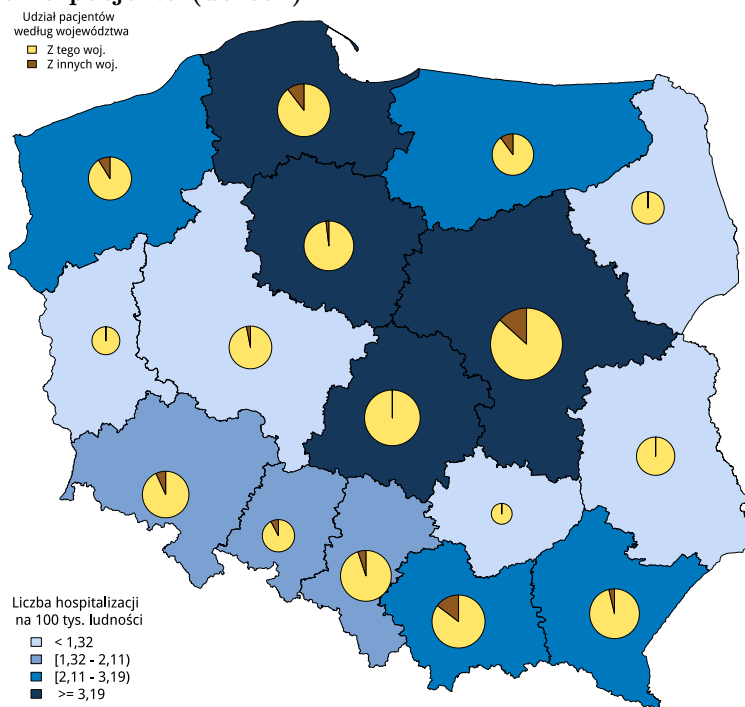 Udział pacjentów
według województwa
Z tego woj.
Z innych woj.
Liczba hospitalizacji
na 100 tys. ludności
< 1,32
[1,32 - 2,11)
[2,11 - 3,19)
>= 3,19